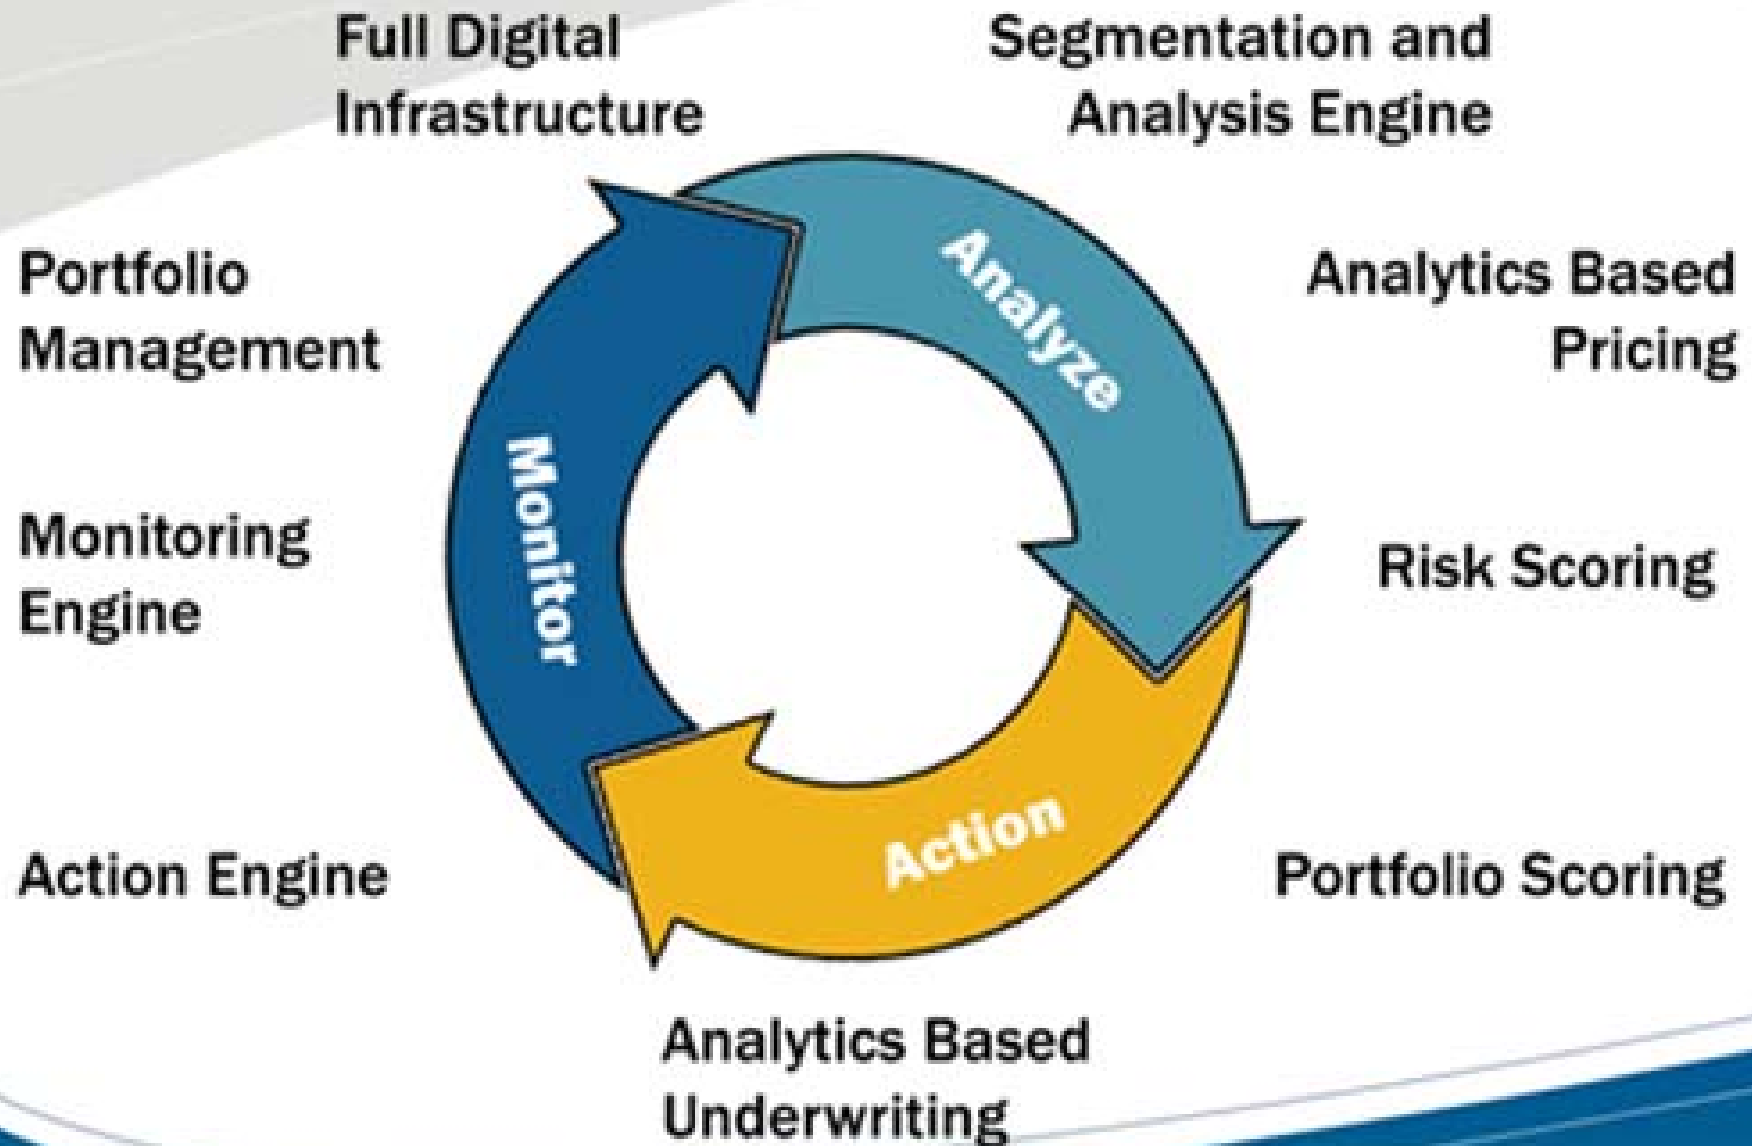 Full Digital
Infrastructure
Segmentation and
Analysis Engine
Analyze
Portfolio
Management
Analytics Based
Pricing
Monitor
Monitoring
Engine
Risk Scoring
Action
Action Engine
Portfolio Scoring
Analytics Based
Underwriting